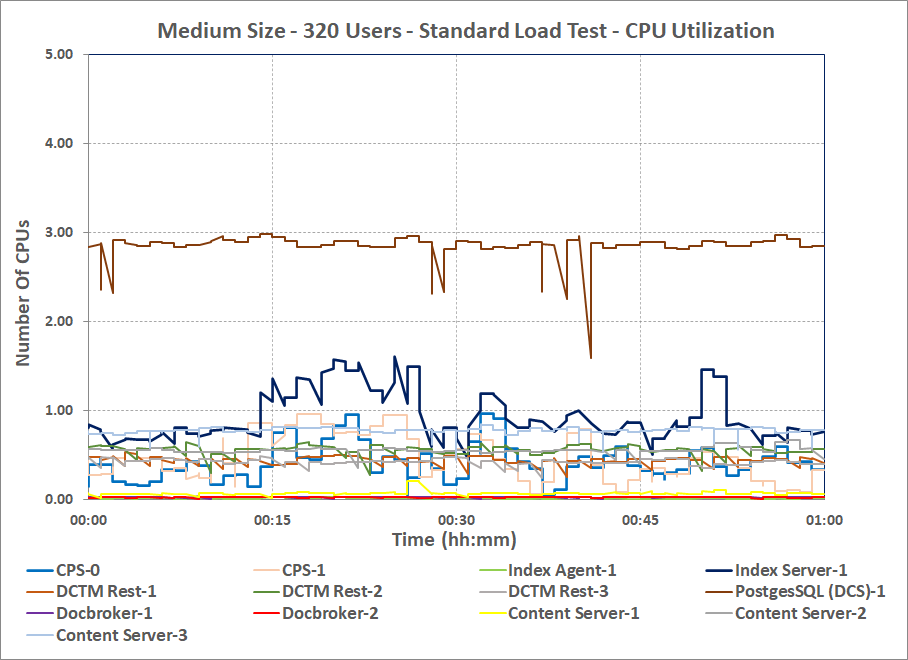 Medium Size - 320 Users - Standard Load Test - CPU Utilization
5.00
4.00
3.00
2.00
1.00
0.00
Number Of CPUs
00:00 00:15 00:30 00:45 01:00
Time (hh:mm)
CPS-0 CPS-1 Index Agent-1 Index Server-1
DCTM Rest-1 DCTM Rest-2 DCTM Rest-3 PostgesSQL (DCS)-1
Docbroker-1 Docbroker-2 Content Server-1 Content Server-2
Content Server-3